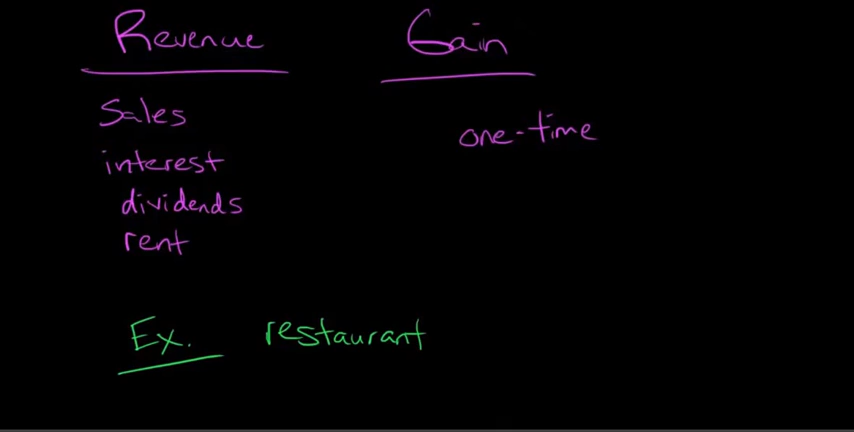 Revenue
Gain
Sales
one-time
interest
dividends
rent
Ex. restaurant